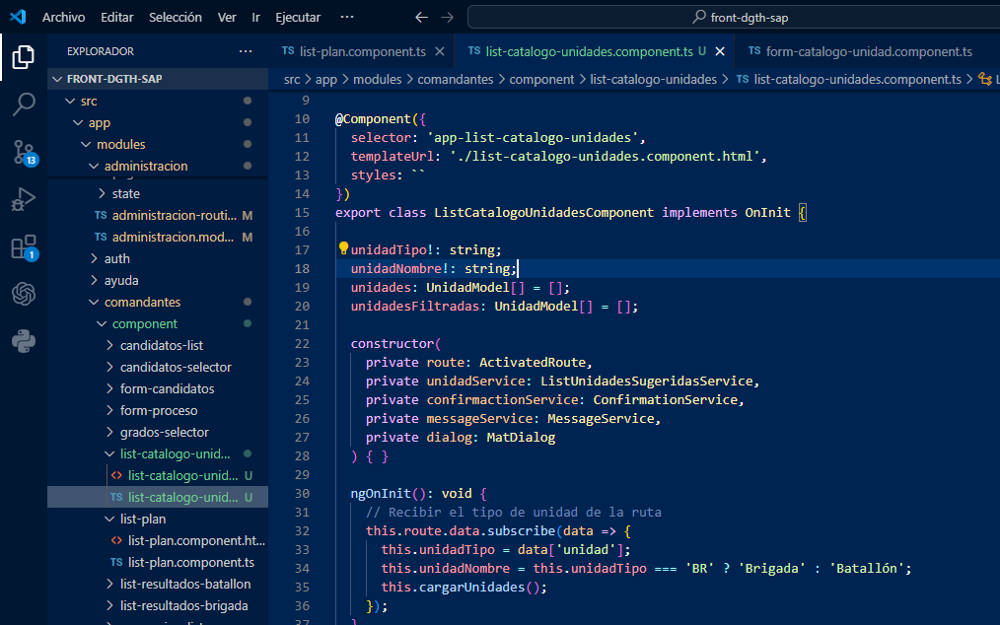 Archivo Editar Selección Ver Ir Ejecutar ··· front-dgth-sap
EXPLORADOR ···
FRONT-DGTH-SAP
src
app
modules
administracion
state
TS administracion-routi... M
TS administracion.mod... M
auth
ayuda
comandantes
component
candidatos-list
candidatos-selector
form-candidatos
form-proceso
grados-selector
list-catalogo-unid...
<> list-catalogo-unid... U
TS list-catalogo-unid... U
list-plan
<> list-plan.component.ht...
TS list-plan.component.ts
list-resultados-batallon
list-resultados-brigada
13
1
TS list-plan.component.ts TS list-catalogo-unidades.component.ts U TS form-catalogo-unidad.component.ts
src > app > modules > comandantes > component > list-catalogo-unidades > TS list-catalogo-unidades.component.ts >
9
10 @Component({
11 selector: 'app-list-catalogo-unidades',
12 templateUrl: './list-catalogo-unidades.component.html',
13 styles: ``
14 })
15 export class ListCatalogoUnidadesComponent implements OnInit {
16
17 unidadTipo!: string;
18 unidadNombre!: string;
19 unidades: UnidadModel[] = [];
20 unidadesFiltradas: UnidadModel[] = [];
21
22 constructor(
23 private route: ActivatedRoute,
24 private unidadService: ListUnidadesSugeridasService,
25 private confirmactionService: ConfirmationService,
26 private messageService: MessageService,
27 private dialog: MatDialog
28 ) { }
29
30 ngOnInit(): void {
31 // Recibir el tipo de unidad de la ruta
32 this.route.data.subscribe(data => {
33 this.unidadTipo = data['unidad'];
34 this.unidadNombre = this.unidadTipo === 'BR' ? 'Brigada' : 'Batallón';
35 this.cargarUnidades();
36 });
37 }